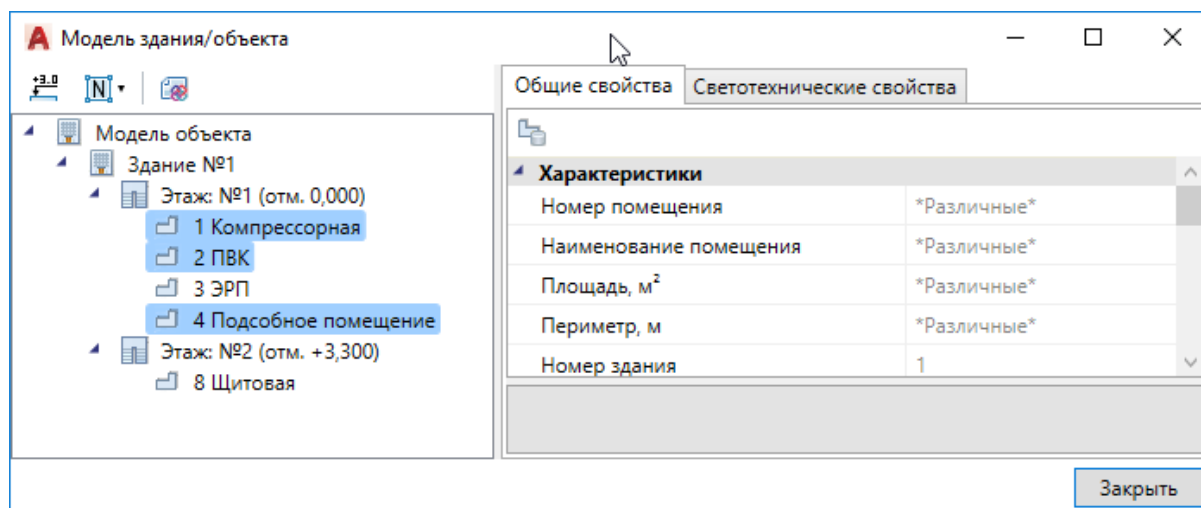 Модель здания/объекта
+3.0
N
Общие свойства
Светотехнические свойства
Модель объекта
Здание №1
Этаж: №1 (отм. 0,000)
1 Компрессорная
2 ПВК
3 ЭРП
4 Подсобное помещение
Этаж: №2 (отм. +3,300)
8 Щитовая
Характеристики
Номер помещения *Различные*
Наименование помещения *Различные*
Площадь, м² *Различные*
Периметр, м *Различные*
Номер здания 1
Закрыть